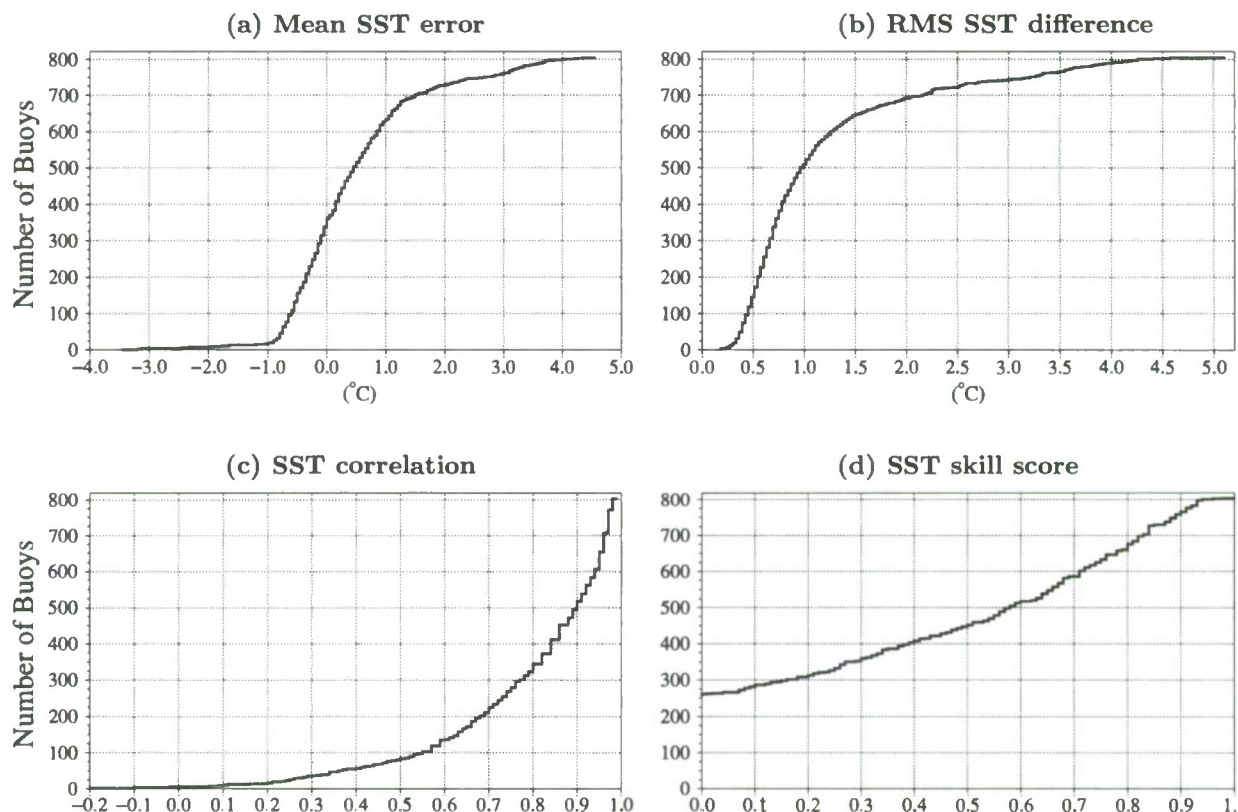 (a) Mean SST error
(b) RMS SST difference
Number of Buoys
800
700
600
500
400
300
200
100
0
−4.0 −3.0 −2.0 −1.0 0.0 1.0 2.0 3.0 4.0 5.0
(°C)
800
700
600
500
400
300
200
100
0
0.0 0.5 1.0 1.5 2.0 2.5 3.0 3.5 4.0 4.5 5.0
(°C)
(c) SST correlation
(d) SST skill score
Number of Buoys
800
700
600
500
400
300
200
100
0
−0.2 −0.1 0.0 0.1 0.2 0.3 0.4 0.5 0.6 0.7 0.8 0.9 1.0
800
700
600
500
400
300
200
100
0.0 0.1 0.2 0.3 0.4 0.5 0.6 0.7 0.8 0.9 1.